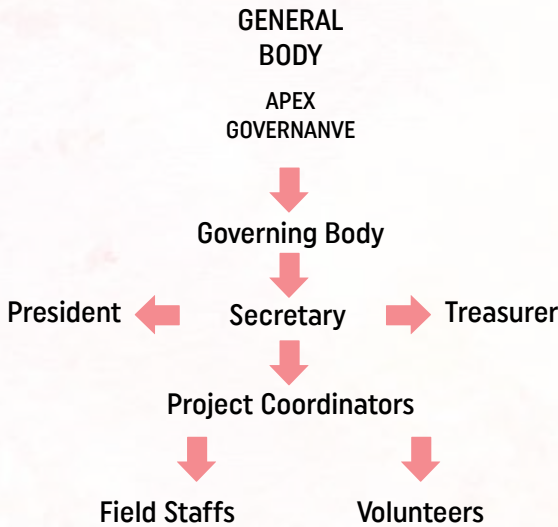 GENERAL
BODY
APEX
GOVERNANVE
Governing Body
President
Secretary
Treasurer
Project Coordinators
Field Staffs
Volunteers